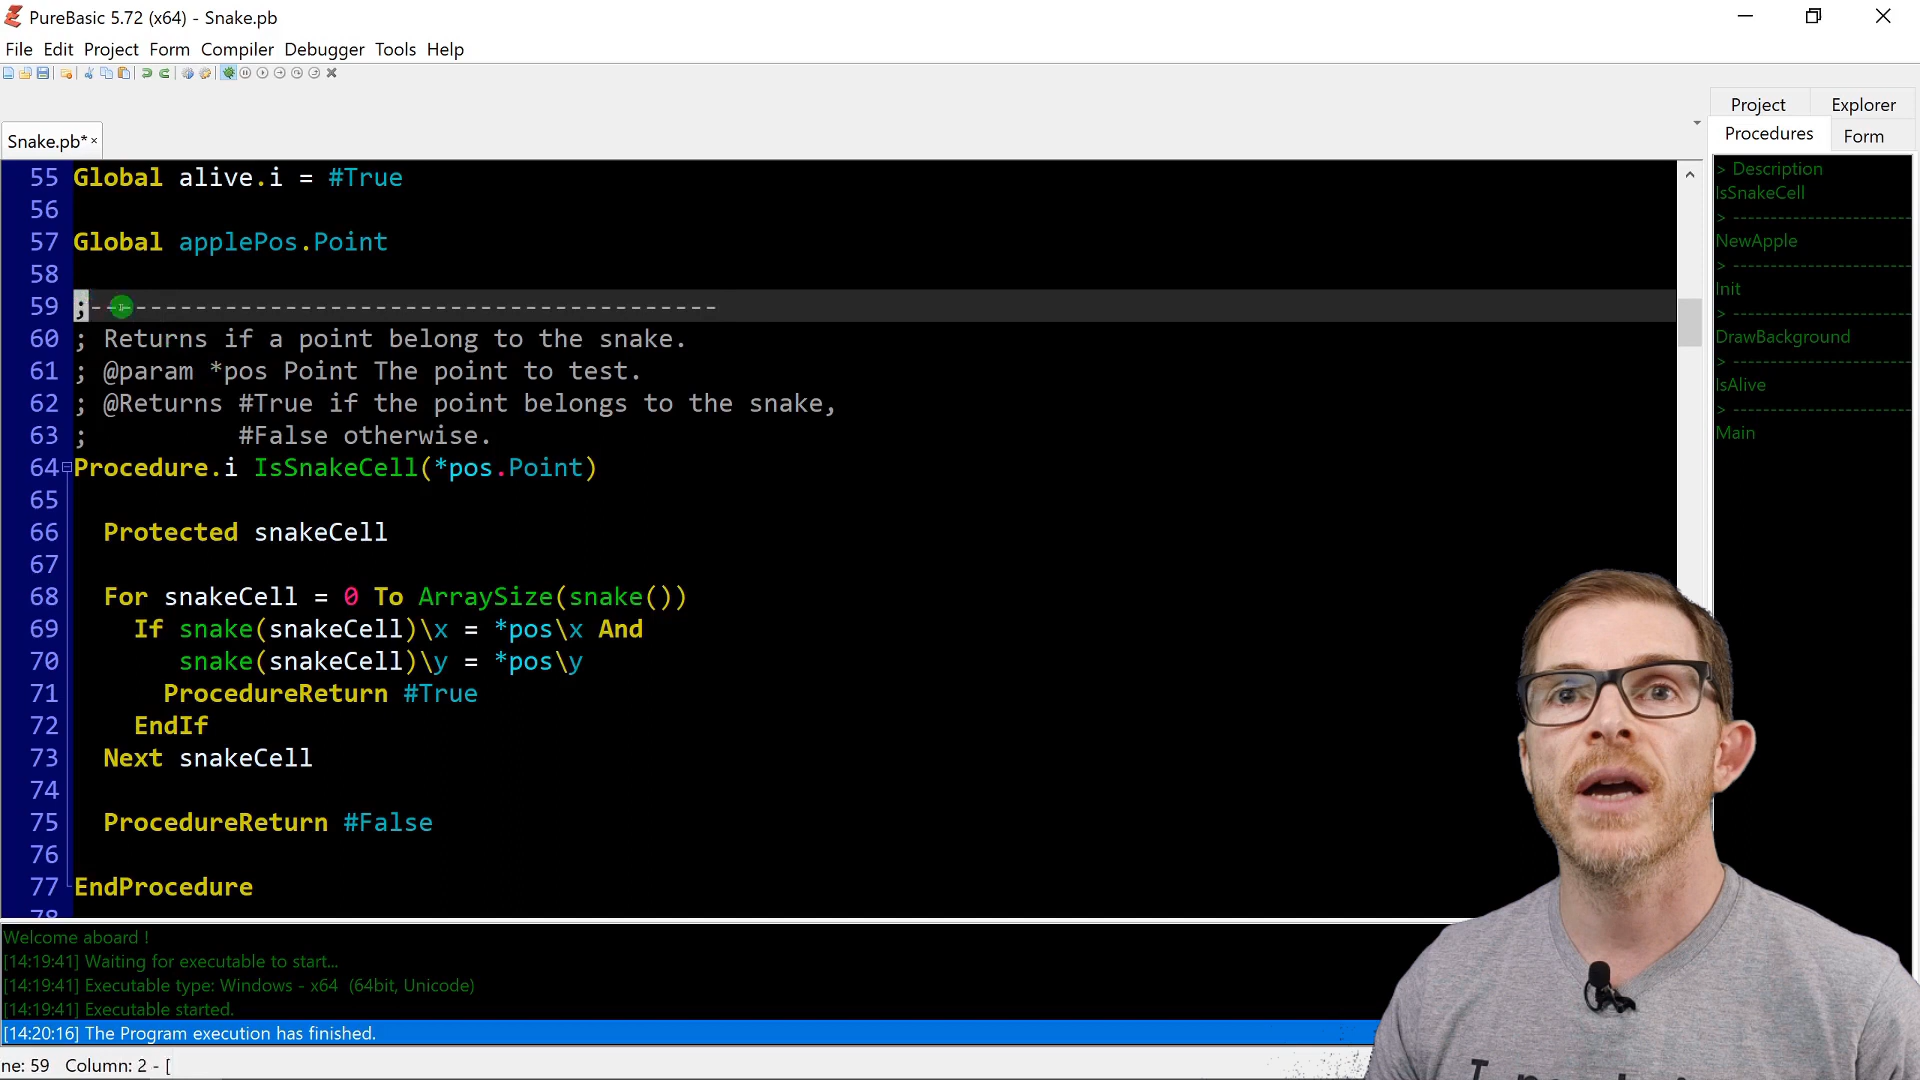 PureBasic 5.72 (x64) - Snake.pb
File Edit Project Form Compiler Debugger Tools Help
Project Explorer
Procedures Form
Snake.pb*
55 Global alive.i = #True
56
57 Global applePos.Point
58
59 ;------------------------------------------
60 ; Returns if a point belong to the snake.
61 ; @param *pos Point The point to test.
62 ; @Returns #True if the point belongs to the snake,
63 ;          #False otherwise.
64 Procedure.i IsSnakeCell(*pos.Point)
65
66   Protected snakeCell
67
68   For snakeCell = 0 To ArraySize(snake())
69     If snake(snakeCell)\x = *pos\x And
70        snake(snakeCell)\y = *pos\y
71       ProcedureReturn #True
72     EndIf
73   Next snakeCell
74
75   ProcedureReturn #False
76
77 EndProcedure
78
> Description
IsSnakeCell
> ------------------------
NewApple
> ------------------------
Init
> ------------------------
DrawBackground
> ------------------------
IsAlive
> ------------------------
Main
Welcome aboard !
[14:19:41] Waiting for executable to start...
[14:19:41] Executable type: Windows - x64  (64bit, Unicode)
[14:19:41] Executable started.
[14:20:16] The Program execution has finished.
ne: 59   Column: 2 - [